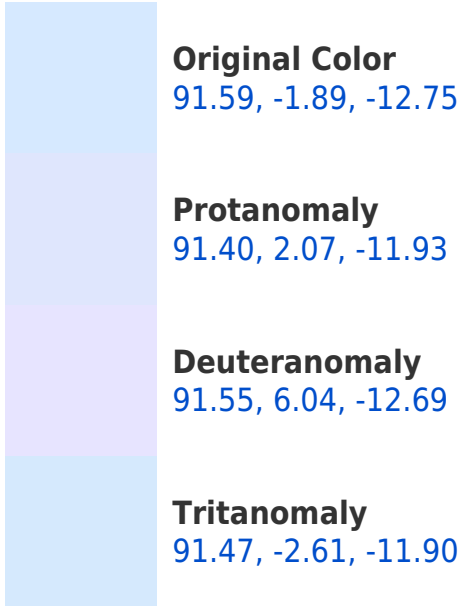 Original Color
91.59, -1.89, -12.75
Protanomaly
91.40, 2.07, -11.93
Deuteranomaly
91.55, 6.04, -12.69
Tritanomaly
91.47, -2.61, -11.90